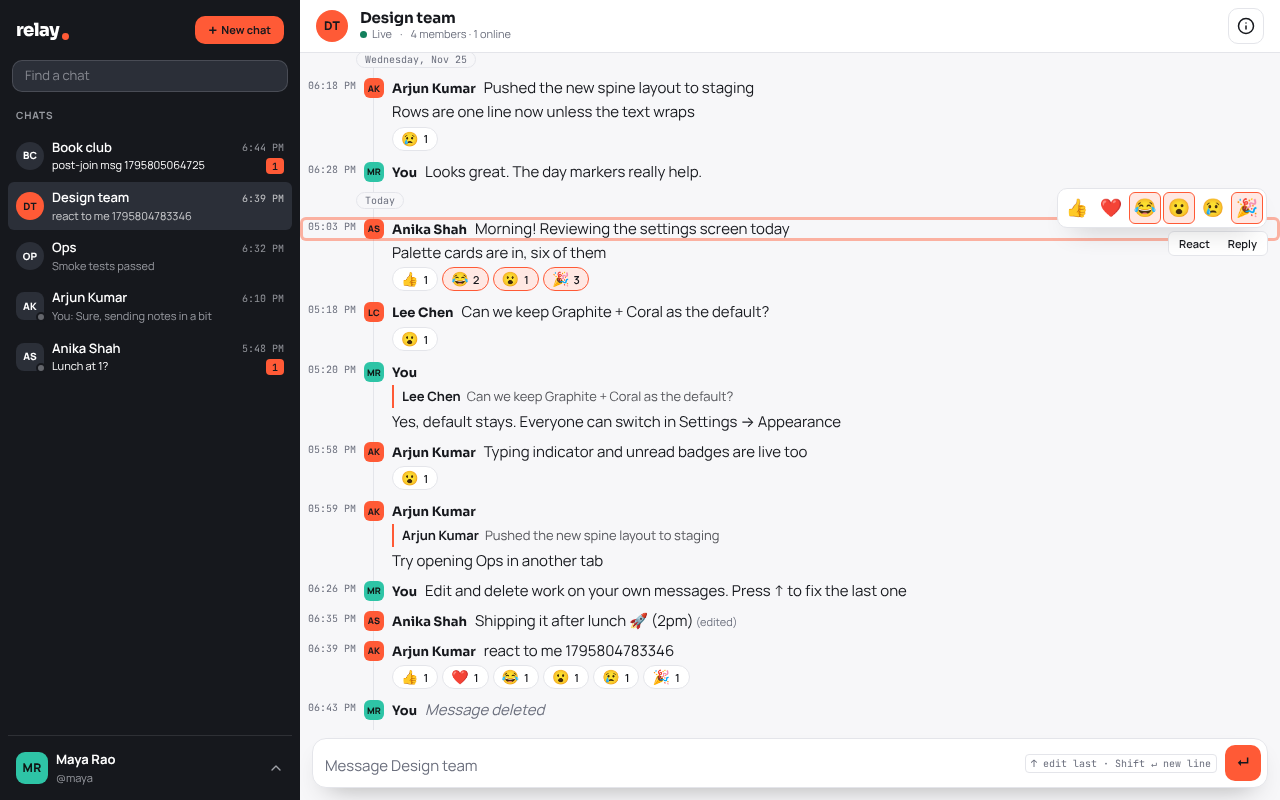 relay.
+ New chat
Find a chat
CHATS
BC
Book club
6:44 PM
post-join msg 1795805064725
1
DT
Design team
6:39 PM
react to me 1795804783346
OP
Ops
6:32 PM
Smoke tests passed
AK
Arjun Kumar
6:10 PM
You: Sure, sending notes in a bit
AS
Anika Shah
5:48 PM
Lunch at 1?
1
MR
Maya Rao
@maya
DT
Design team
Live · 4 members · 1 online
Wednesday, Nov 25
06:18 PM AK Arjun Kumar Pushed the new spine layout to staging
Rows are one line now unless the text wraps
😢 1
06:28 PM MR You Looks great. The day markers really help.
Today
👍 ❤️ 😂 😮 😢 🎉
05:03 PM AS Anika Shah Morning! Reviewing the settings screen today
React Reply
Palette cards are in, six of them
👍 1 😂 2 😮 1 🎉 3
05:18 PM LC Lee Chen Can we keep Graphite + Coral as the default?
😮 1
05:20 PM MR You
Lee Chen Can we keep Graphite + Coral as the default?
Yes, default stays. Everyone can switch in Settings → Appearance
05:58 PM AK Arjun Kumar Typing indicator and unread badges are live too
😮 1
05:59 PM AK Arjun Kumar
Arjun Kumar Pushed the new spine layout to staging
Try opening Ops in another tab
06:26 PM MR You Edit and delete work on your own messages. Press ↑ to fix the last one
06:35 PM AS Anika Shah Shipping it after lunch 🚀 (2pm) (edited)
06:39 PM AK Arjun Kumar react to me 1795804783346
👍 1 ❤️ 1 😂 1 😮 1 😢 1 🎉 1
06:43 PM MR You Message deleted
Message Design team
↑ edit last · Shift ↵ new line